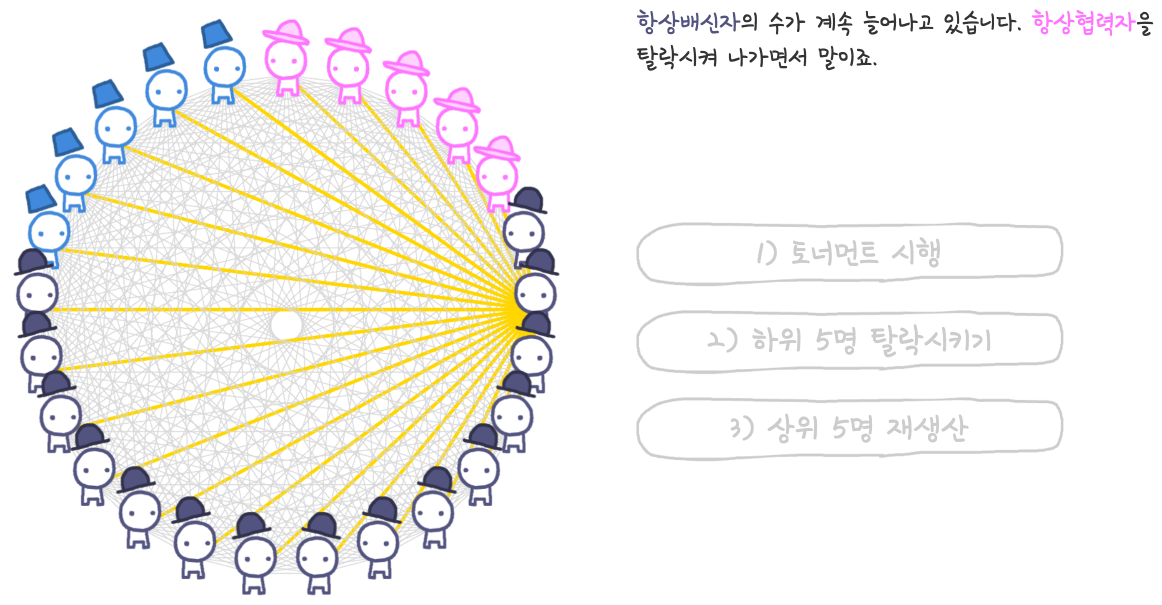 항상배신자의 수가 계속 늘어나고 있습니다. 항상협력자을
탈락시켜 나가면서 말이죠.
1) 토너먼트 시행
2) 하위 5명 탈락시키기
3) 상위 5명 재생산